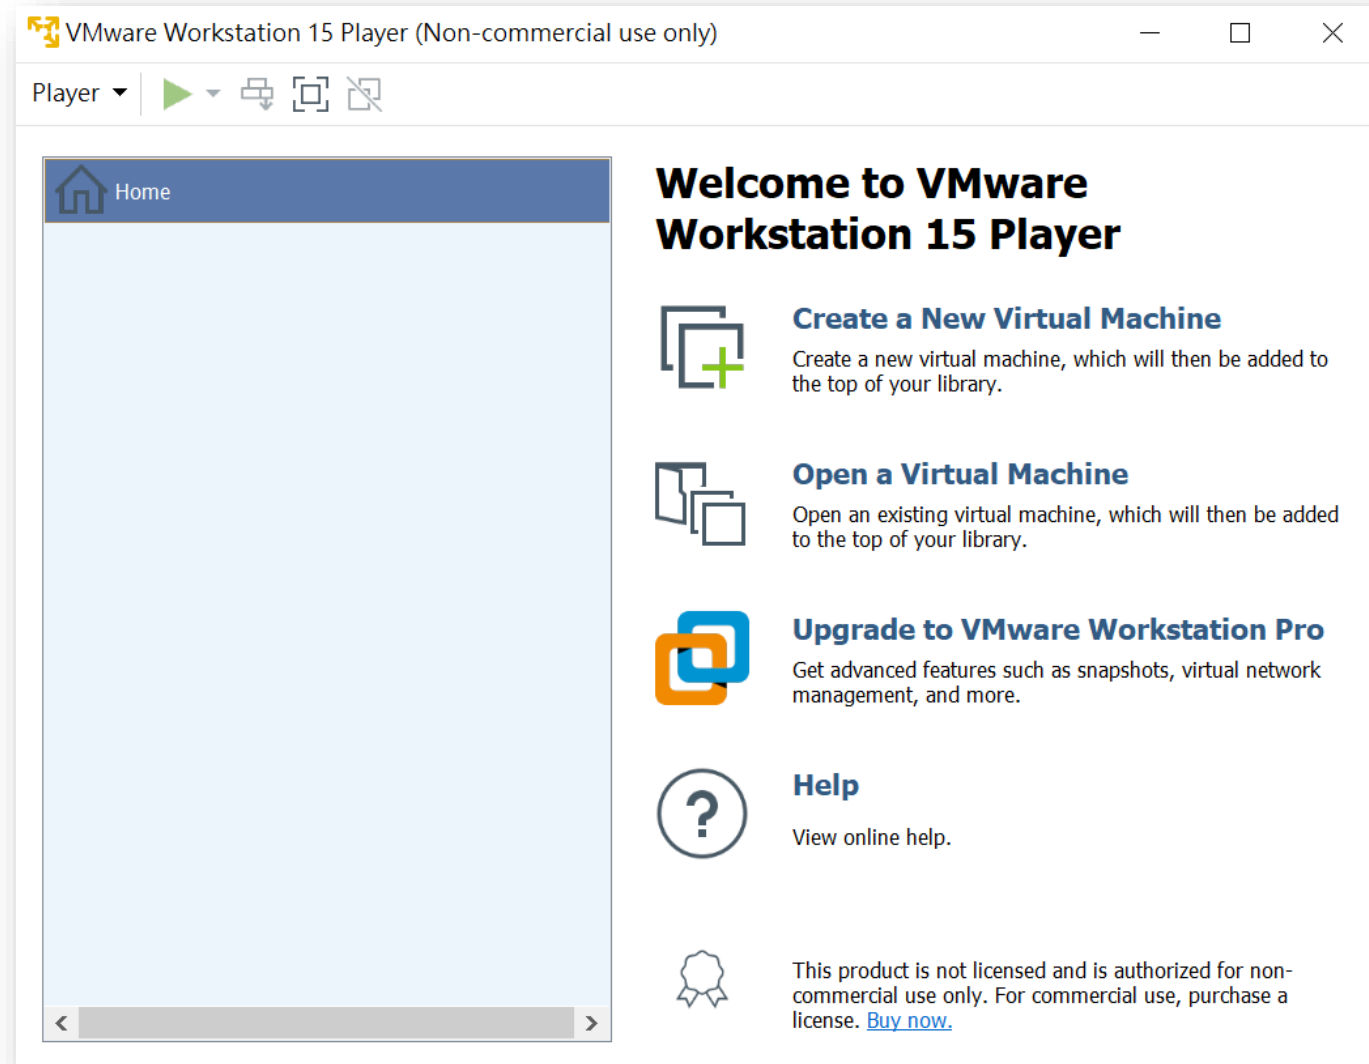 VMware Workstation 15 Player (Non-commercial use only)
Player
Home
Welcome to VMware
Workstation 15 Player
Create a New Virtual Machine
Create a new virtual machine, which will then be added to
the top of your library.
Open a Virtual Machine
Open an existing virtual machine, which will then be added
to the top of your library.
Upgrade to VMware Workstation Pro
Get advanced features such as snapshots, virtual network
management, and more.
Help
View online help.
This product is not licensed and is authorized for non-
commercial use only. For commercial use, purchase a
license. Buy now.